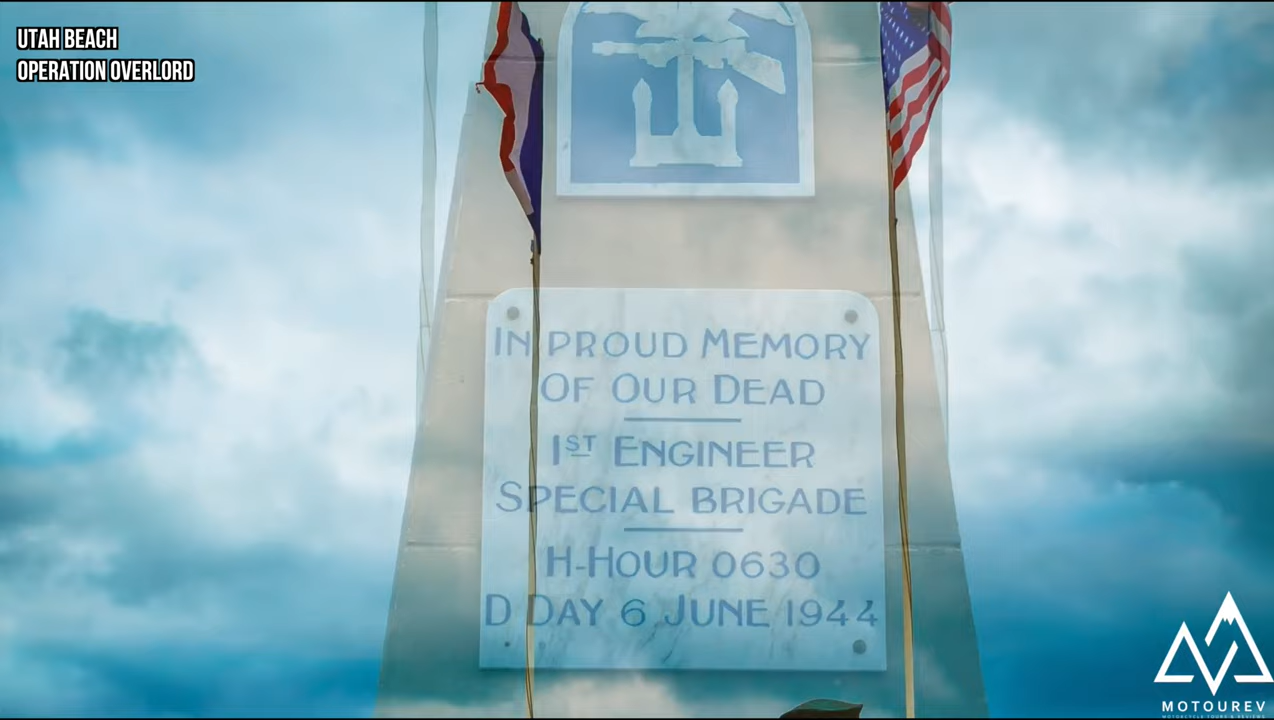 UTAH BEACH
OPERATION OVERLORD
IN PROUD MEMORY
OF OUR DEAD
1ST ENGINEER
SPECIAL BRIGADE
H-HOUR 0630
D DAY 6 JUNE 1944
MOTOUREV